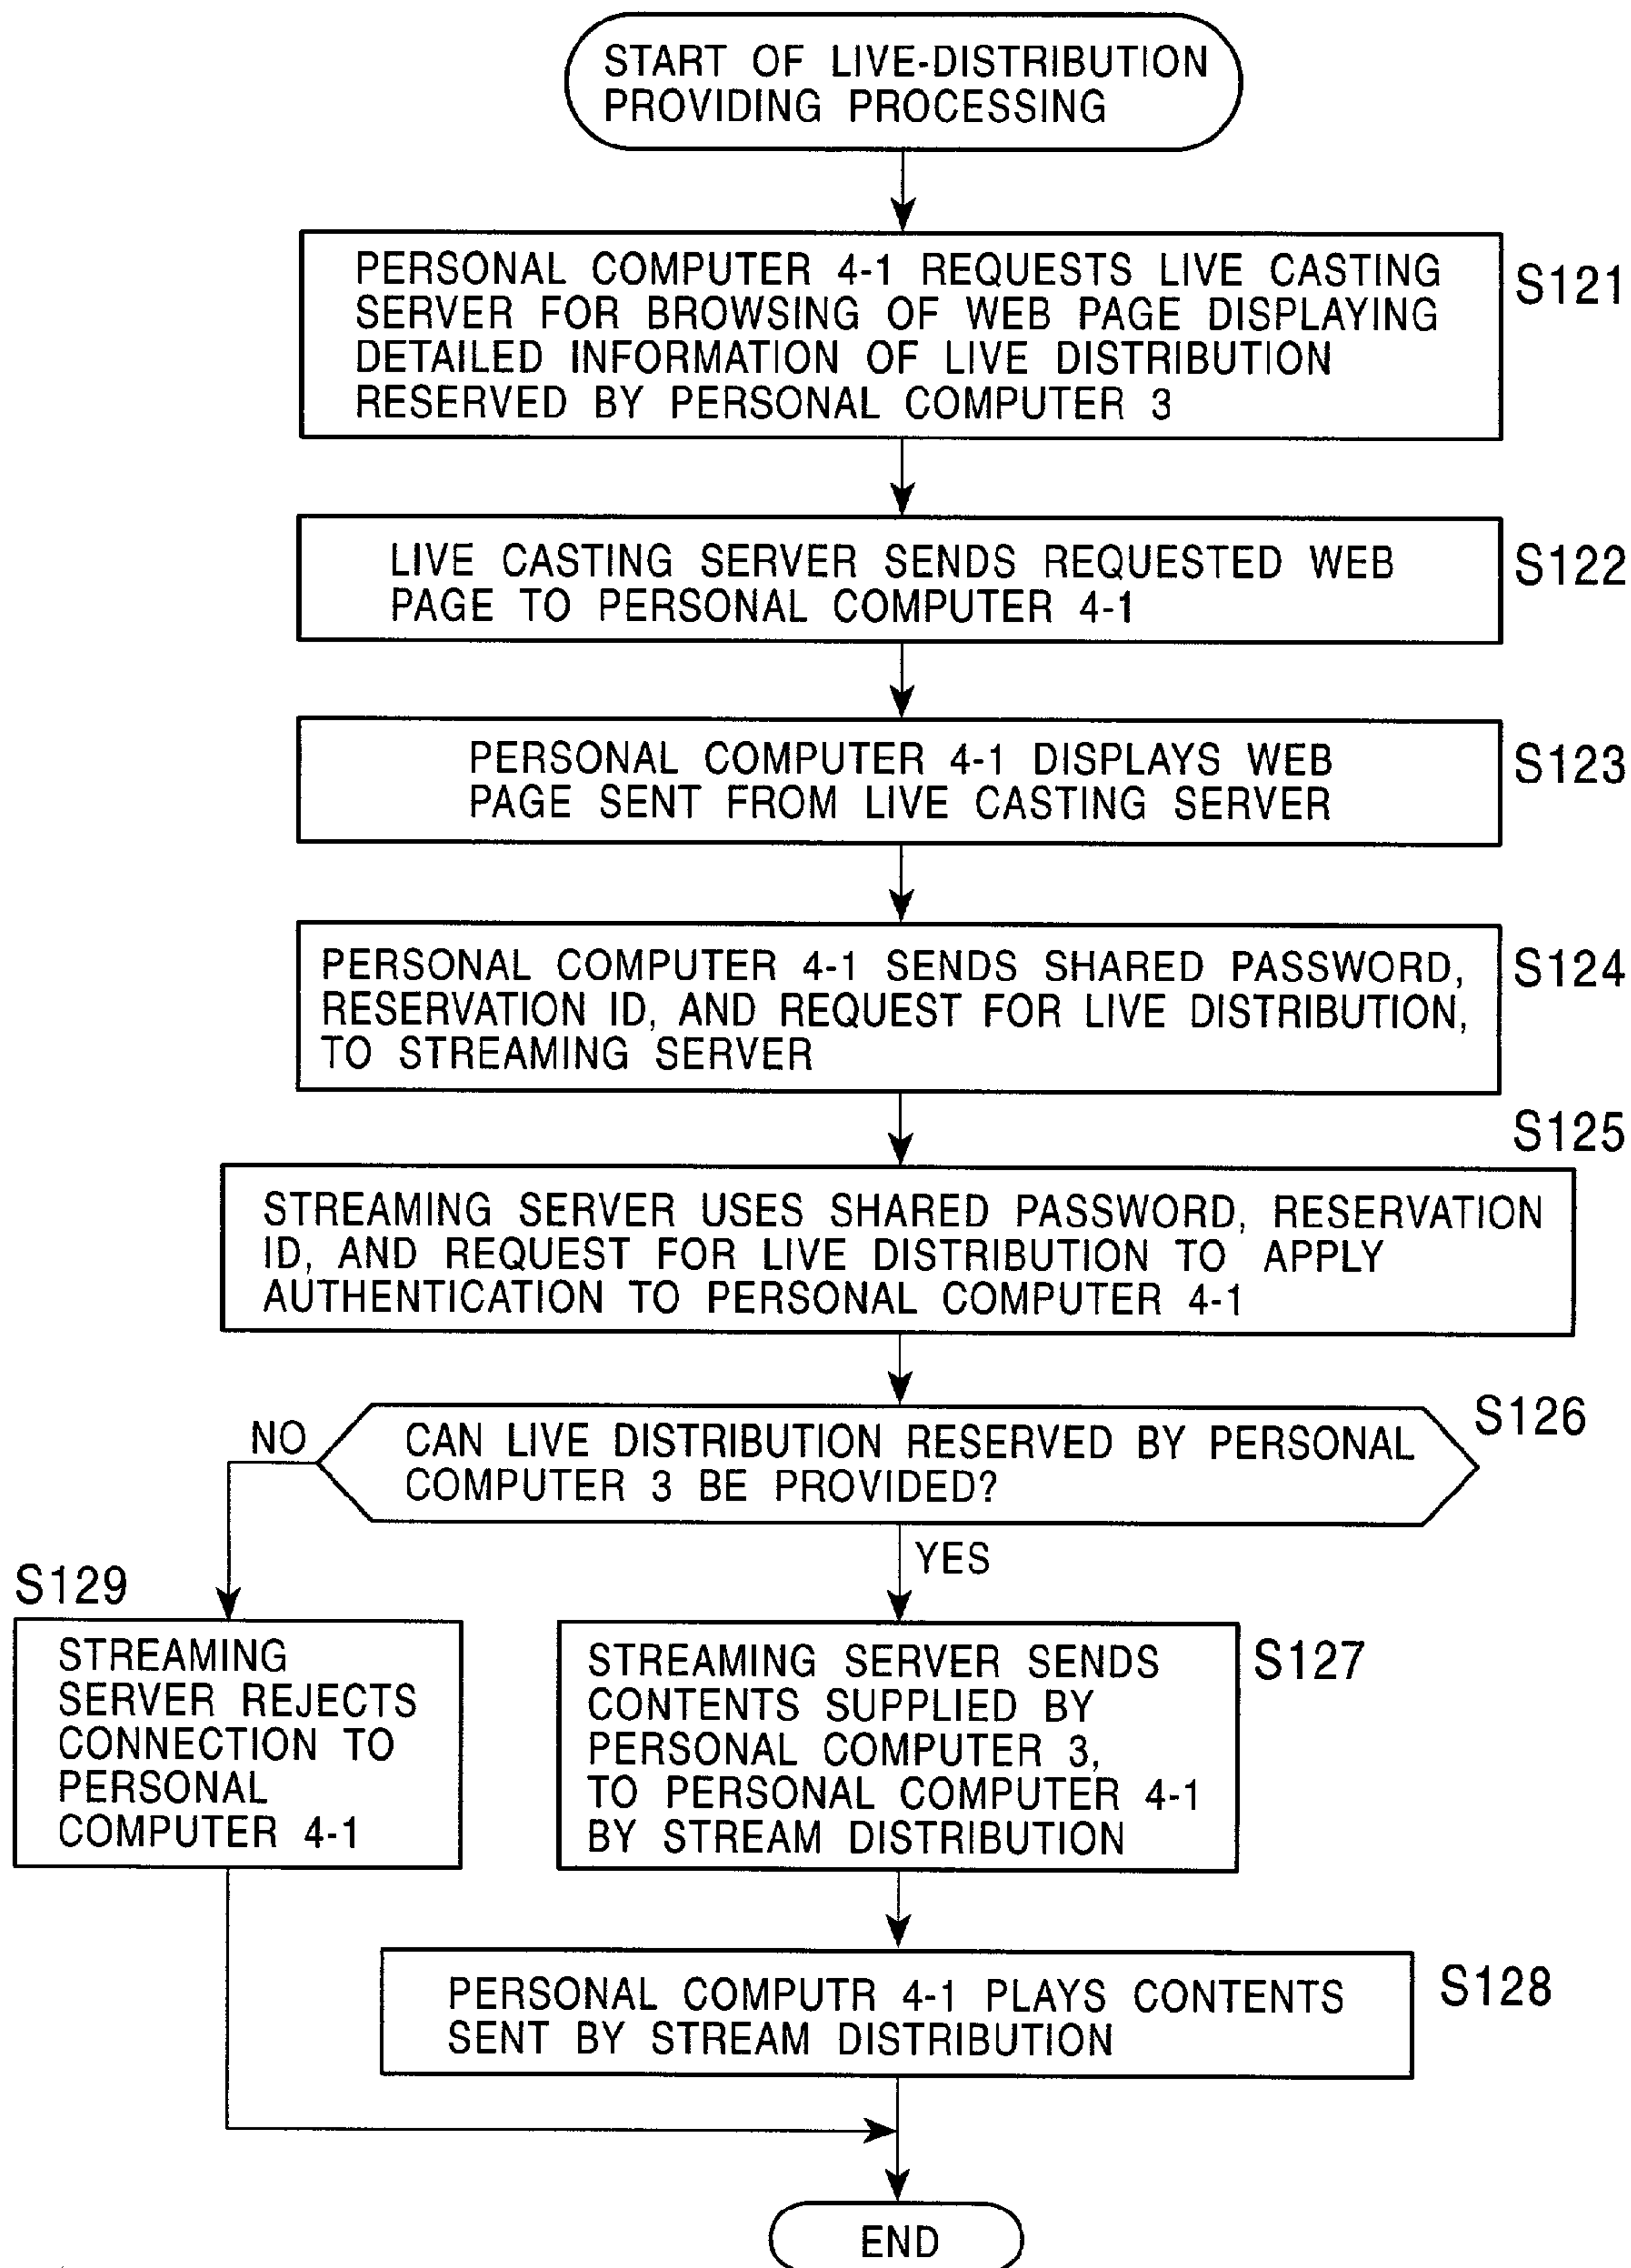 START OF LIVE-DISTRIBUTION
PROVIDING PROCESSING
PERSONAL COMPUTER 4-1 REQUESTS LIVE CASTING
SERVER FOR BROWSING OF WEB PAGE DISPLAYING
DETAILED INFORMATION OF LIVE DISTRIBUTION
RESERVED BY PERSONAL COMPUTER 3
S121
LIVE CASTING SERVER SENDS REQUESTED WEB
PAGE TO PERSONAL COMPUTER 4-1
S122
PERSONAL COMPUTER 4-1 DISPLAYS WEB
PAGE SENT FROM LIVE CASTING SERVER
S123
PERSONAL COMPUTER 4-1 SENDS SHARED PASSWORD,
RESERVATION ID, AND REQUEST FOR LIVE DISTRIBUTION,
TO STREAMING SERVER
S124
S125
STREAMING SERVER USES SHARED PASSWORD, RESERVATION
ID, AND REQUEST FOR LIVE DISTRIBUTION TO APPLY
AUTHENTICATION TO PERSONAL COMPUTER 4-1
S126
NO
CAN LIVE DISTRIBUTION RESERVED BY PERSONAL
COMPUTER 3 BE PROVIDED?
YES
S129
STREAMING
SERVER REJECTS
CONNECTION TO
PERSONAL
COMPUTER 4-1
STREAMING SERVER SENDS
CONTENTS SUPPLIED BY
PERSONAL COMPUTER 3,
TO PERSONAL COMPUTER 4-1
BY STREAM DISTRIBUTION
S127
PERSONAL COMPUTR 4-1 PLAYS CONTENTS
SENT BY STREAM DISTRIBUTION
S128
END